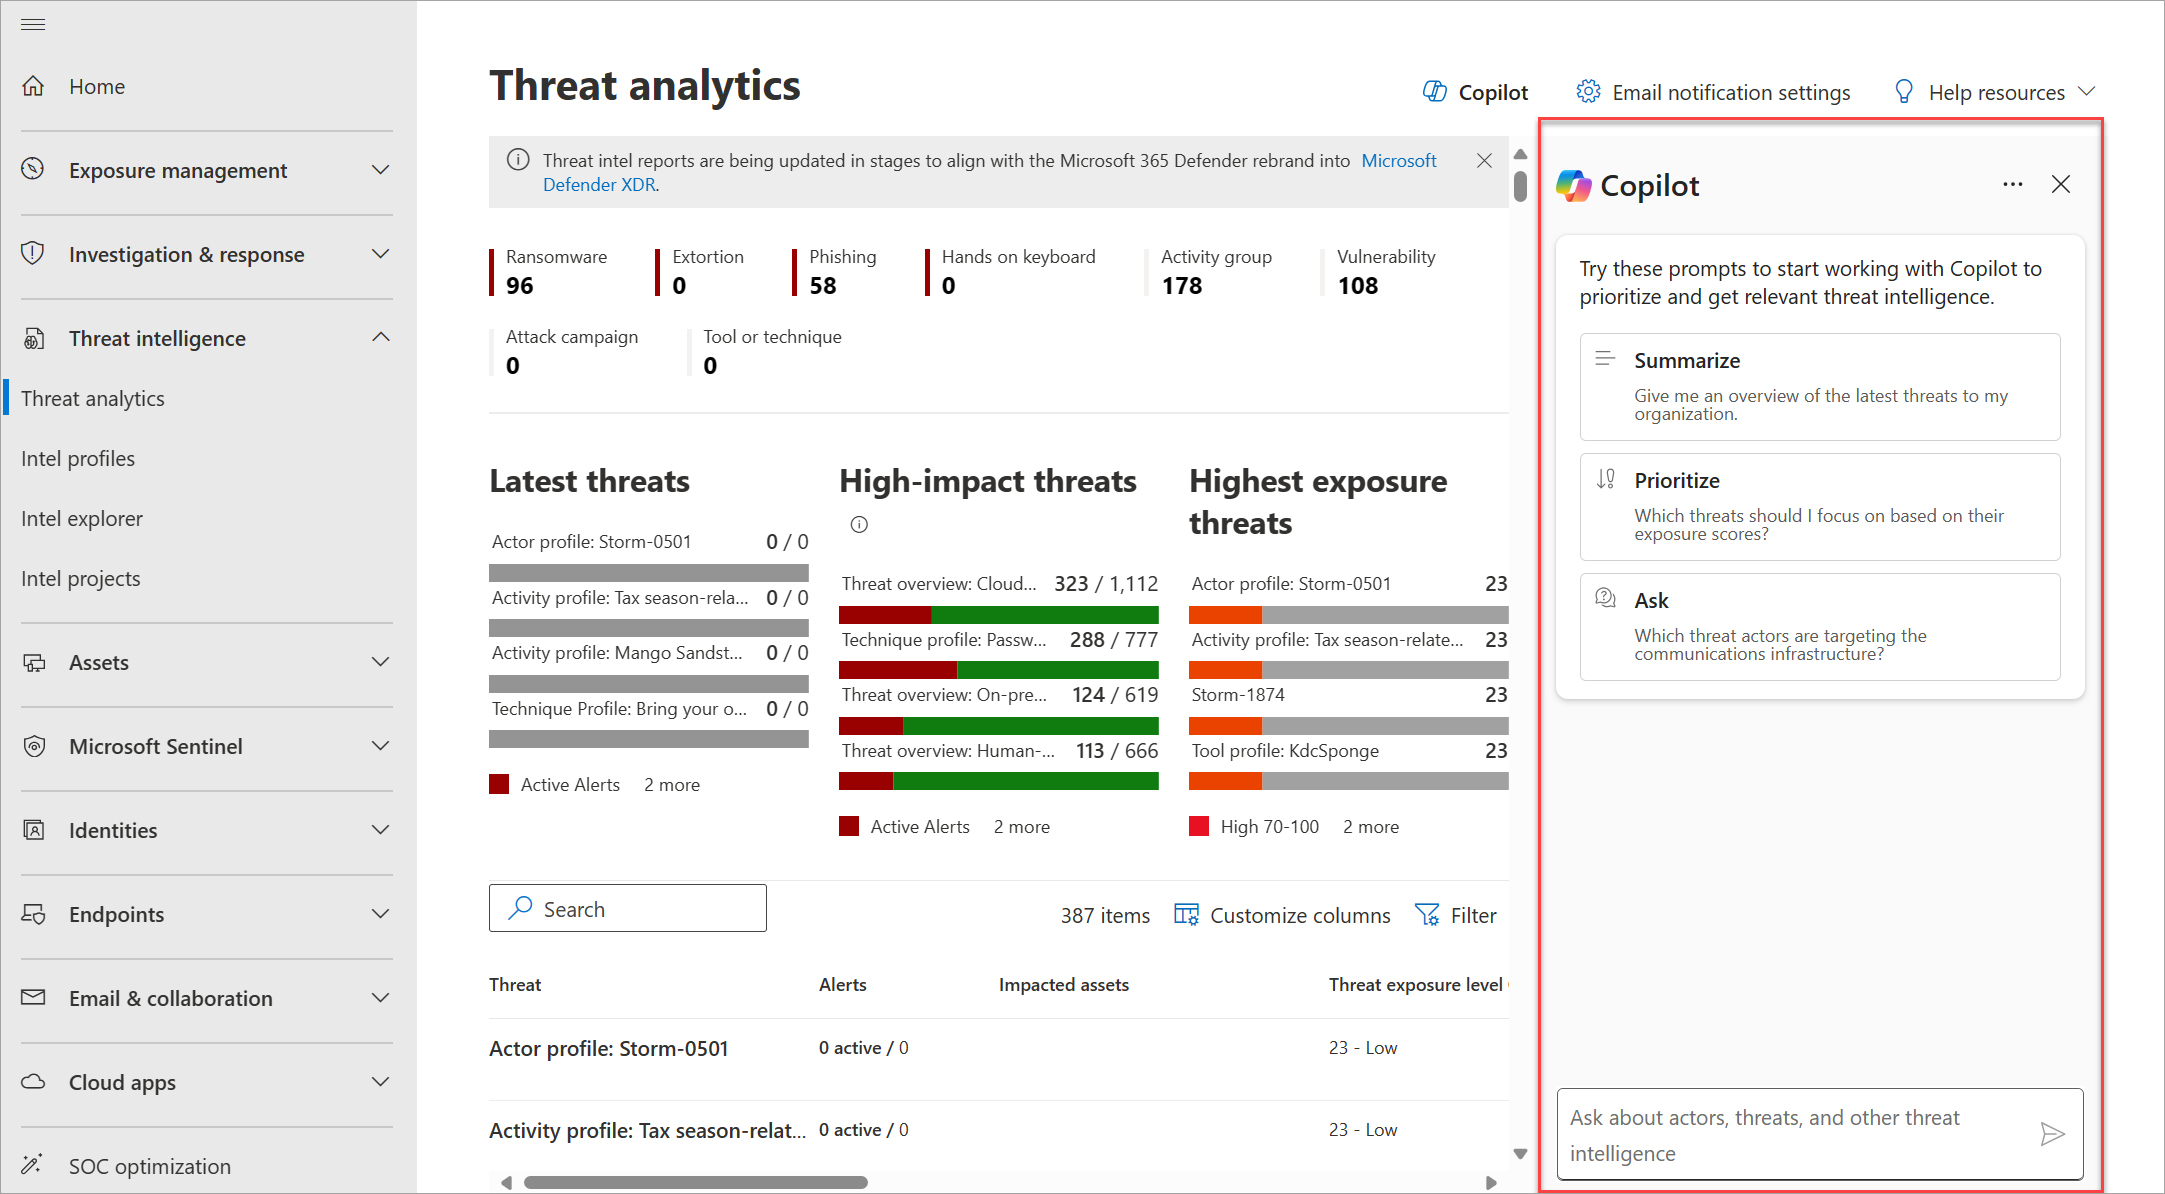 Home
Exposure management
Investigation & response
Threat intelligence
Threat analytics
Intel profiles
Intel explorer
Intel projects
Assets
Microsoft Sentinel
Identities
Endpoints
Email & collaboration
Cloud apps
SOC optimization
Threat analytics
Copilot
Email notification settings
Help resources
Threat intel reports are being updated in stages to align with the Microsoft 365 Defender rebrand into Microsoft
Defender XDR.
Ransomware
96
Extortion
0
Phishing
58
Hands on keyboard
0
Activity group
178
Vulnerability
108
Attack campaign
0
Tool or technique
0
Latest threats
Actor profile: Storm-0501 0 / 0
Activity profile: Tax season-rela... 0 / 0
Activity profile: Mango Sandst... 0 / 0
Technique Profile: Bring your o... 0 / 0
Active Alerts 2 more
High-impact threats
Threat overview: Cloud... 323 / 1,112
Technique profile: Passw... 288 / 777
Threat overview: On-pre... 124 / 619
Threat overview: Human-... 113 / 666
Active Alerts 2 more
Highest exposure
threats
Actor profile: Storm-0501 23
Activity profile: Tax season-relate... 23
Storm-1874 23
Tool profile: KdcSponge 23
High 70-100 2 more
Search
387 items
Customize columns
Filter
Threat Alerts Impacted assets Threat exposure level
Actor profile: Storm-0501 0 active / 0 23 - Low
Activity profile: Tax season-relat... 0 active / 0 23 - Low
Copilot
Try these prompts to start working with Copilot to
prioritize and get relevant threat intelligence.
Summarize
Give me an overview of the latest threats to my
organization.
Prioritize
Which threats should I focus on based on their
exposure scores?
Ask
Which threat actors are targeting the
communications infrastructure?
Ask about actors, threats, and other threat
intelligence